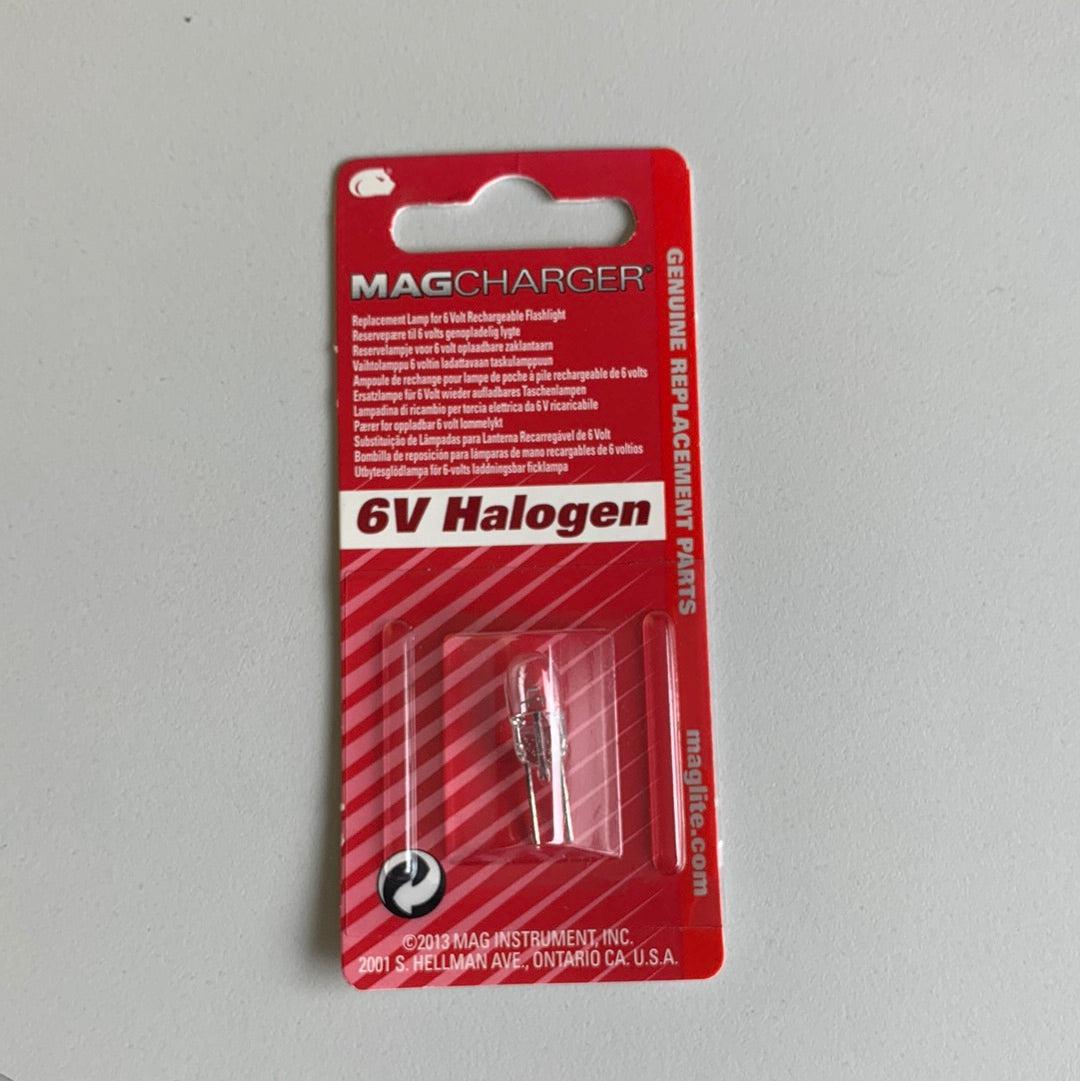 MAGCHARGER®
Replacement Lamp for 6 Volt Rechargeable Flashlight
Reservepære til 6 volts genopladelig lygte
Reservelampje voor 6 volt oplaadbare zaklantaarn
Vaihtolamppu 6 voltin ladattavaan taskulamppuun
Ampoule de rechange pour lampe de poche à pile rechargeable de 6 volts
Ersatzlampe für 6 Volt wieder aufladbares Taschenlampen
Lampadina di ricambio per torcia elettrica da 6 V ricaricabile
Pærer for oppladbar 6 volt lommelykt
Substituição de Lâmpadas para Lanterna Recarregável de 6 Volt
Bombilla de reposición para lámparas de mano recargables de 6 voltios
Utbytesglödlampa för 6-volts laddningsbar ficklampa
6V Halogen
GENUINE REPLACEMENT PARTS
maglite.com
©2013 MAG INSTRUMENT, INC.
2001 S. HELLMAN AVE., ONTARIO CA. U.S.A.